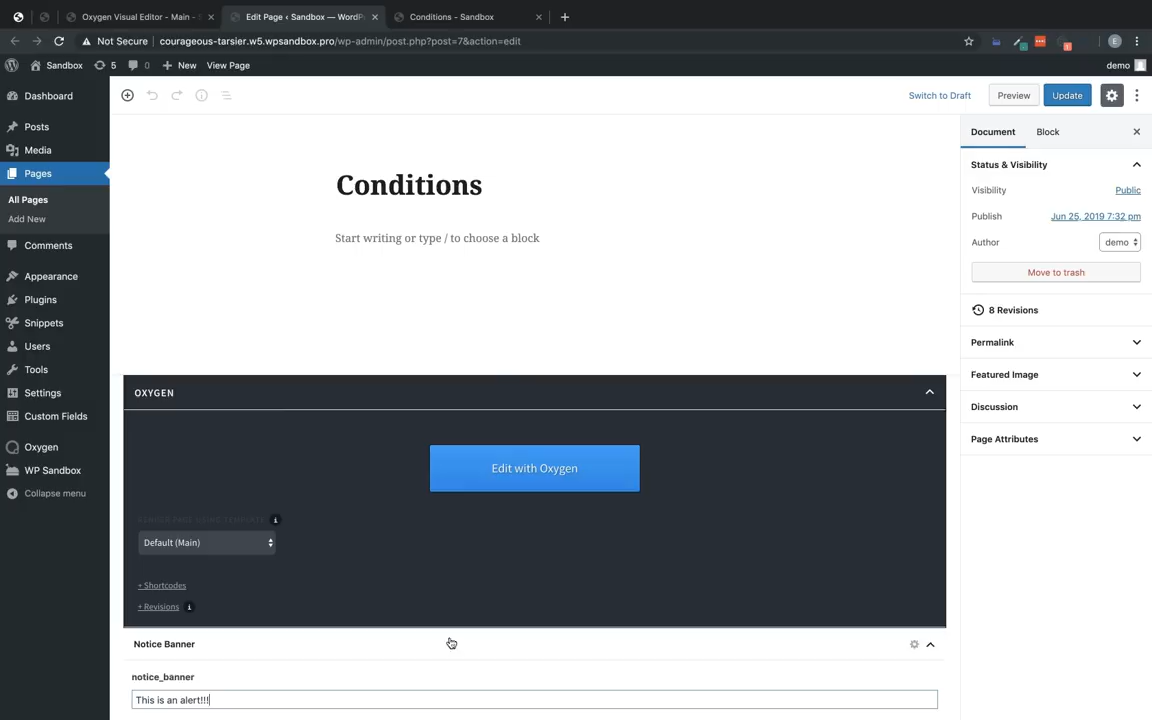 Oxygen Visual Editor - Main - S
Edit Page ‹ Sandbox — WordPr
Conditions - Sandbox
Not Secure
courageous-tarsier.w5.wpsandbox.pro/wp-admin/post.php?post=7&action=edit
E
Sandbox
5
0
New
View Page
demo
Dashboard
Posts
Media
Pages
All Pages
Add New
Comments
Appearance
Plugins
Snippets
Users
Tools
Settings
Custom Fields
Oxygen
WP Sandbox
Collapse menu
Switch to Draft
Preview
Update
Conditions
Start writing or type / to choose a block
OXYGEN
Edit with Oxygen
RENDER PAGE USING TEMPLATE
Default (Main)
+ Shortcodes
+ Revisions
Notice Banner
notice_banner
This is an alert!!!
Document
Block
Status & Visibility
Visibility
Public
Publish
Jun 25, 2019 7:32 pm
Author
demo
Move to trash
8 Revisions
Permalink
Featured Image
Discussion
Page Attributes